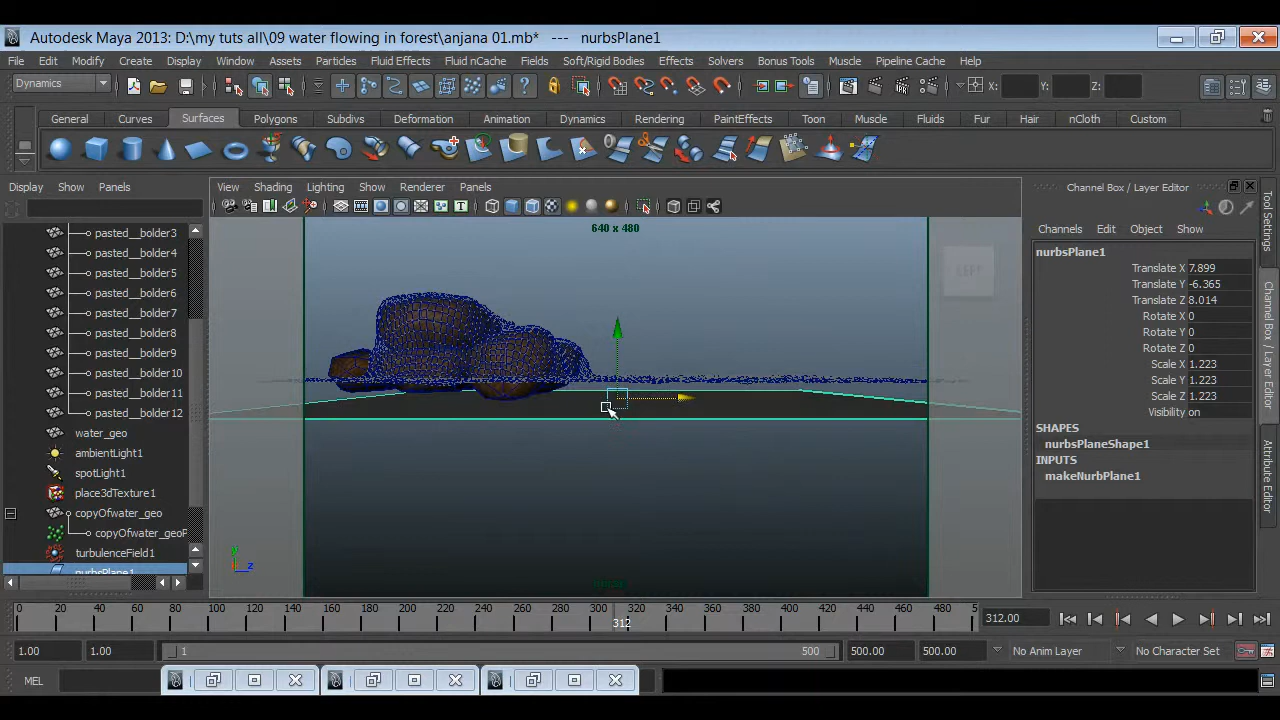 Autodesk Maya 2013: D:\my tuts all\09 water flowing in forest\anjana 01.mb* --- nurbsPlane1
File Edit Modify Create Display Window Assets Particles Fluid Effects Fluid nCache Fields Soft/Rigid Bodies Effects Solvers Bonus Tools Muscle Pipeline Cache Help
Dynamics X: Y: Z:
General Curves Surfaces Polygons Subdivs Deformation Animation Dynamics Rendering PaintEffects Toon Muscle Fluids Fur Hair nCloth Custom
Display Show Panels
View Shading Lighting Show Renderer Panels
Channel Box / Layer Editor
640 x 480
LEFT
pasted__bolder3
pasted__bolder4
pasted__bolder5
pasted__bolder6
pasted__bolder7
pasted__bolder8
pasted__bolder9
pasted__bolder10
pasted__bolder11
pasted__bolder12
water_geo
ambientLight1
spotLight1
place3dTexture1
copyOfwater_geo
copyOfwater_geoF
turbulenceField1
nurbsPlane1
y
z
Channels Edit Object Show
nurbsPlane1
Translate X 7.899
Translate Y -6.365
Translate Z 8.014
Rotate X 0
Rotate Y 0
Rotate Z 0
Scale X 1.223
Scale Y 1.223
Scale Z 1.223
Visibility on
SHAPES
nurbsPlaneShape1
INPUTS
makeNurbPlane1
Tool Settings
Channel Box / Layer Editor
Attribute Editor
0 20 40 60 80 100 120 140 160 180 200 220 240 260 280 300 320 340 360 380 400 420 440 460 480 5
312
312.00
1.00 1.00 1 500 500.00 500.00 No Anim Layer No Character Set
MEL